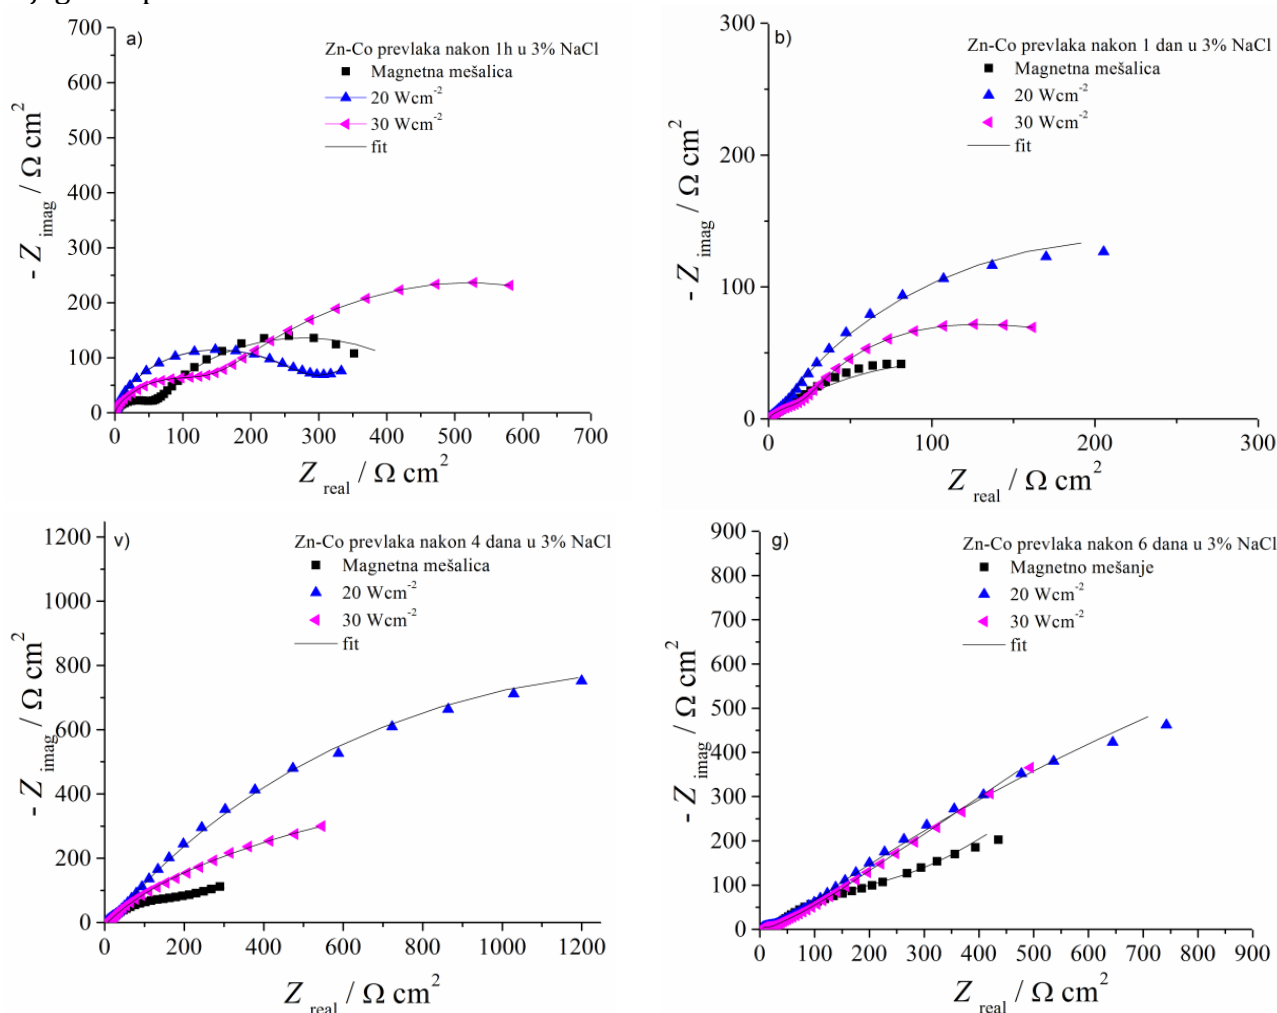 a)
Zn-Co prevlaka nakon 1h u 3% NaCl
Magnetna mešalica
20 Wcm⁻²
30 Wcm⁻²
fit
700
600
500
400
300
200
100
0
- Z imag / Ω cm²
0 100 200 300 400 500 600 700
Z real / Ω cm²
b)
Zn-Co prevlaka nakon 1 dan u 3% NaCl
Magnetna mešalica
20 Wcm⁻²
30 Wcm⁻²
fit
300
200
100
0
- Z imag / Ω cm²
0 100 200 300
Z real / Ω cm²
v)
Zn-Co prevlaka nakon 4 dana u 3% NaCl
Magnetna mešalica
20 Wcm⁻²
30 Wcm⁻²
fit
1200
1000
800
600
400
200
0
- Z imag / Ω cm²
0 200 400 600 800 1000 1200
Z real / Ω cm²
g)
Zn-Co prevlaka nakon 6 dana u 3% NaCl
Magnetno mešanje
20 Wcm⁻²
30 Wcm⁻²
fit
900
800
700
600
500
400
300
200
100
0
- Z imag / Ω cm²
0 100 200 300 400 500 600 700 800 900
Z real / Ω cm²